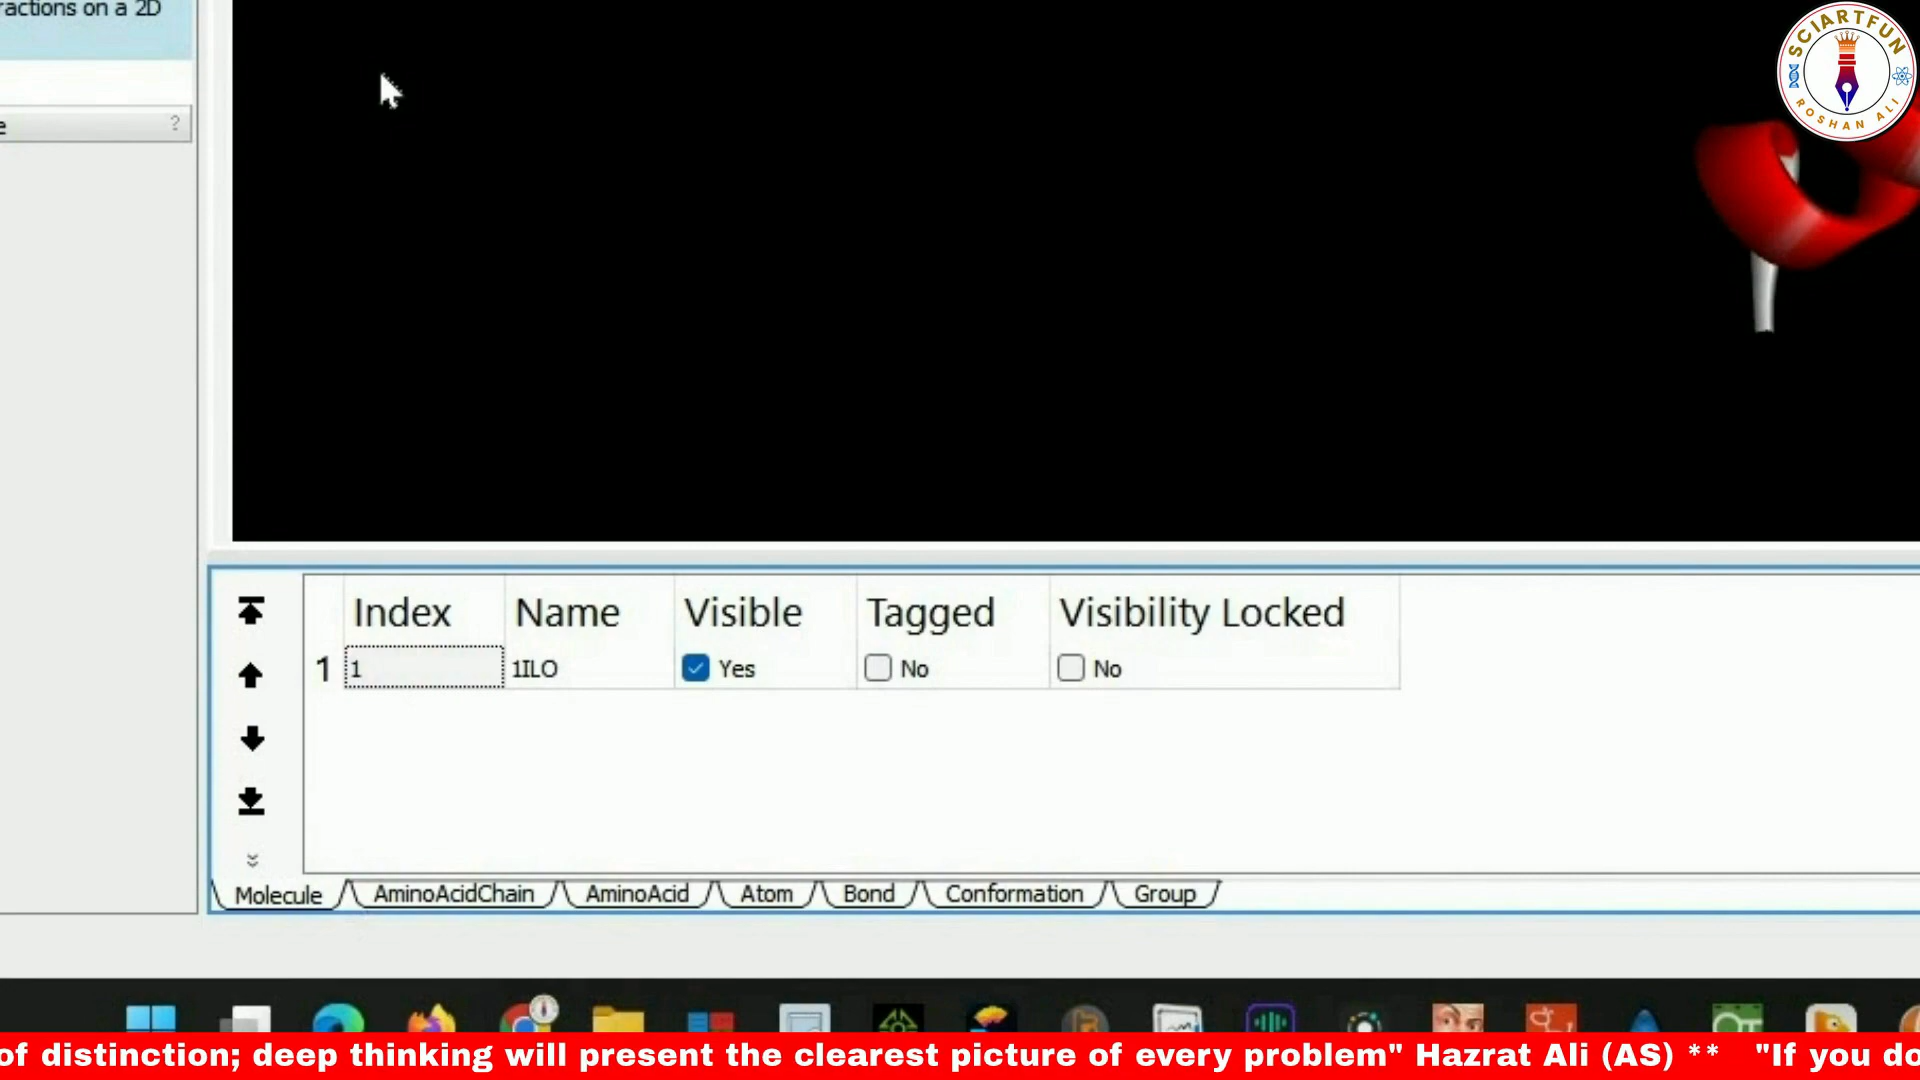 ractions on a 2D
e ?
SCIARTFUN
ROSHAN ALI
Index Name Visible Tagged Visibility Locked
1 1 1ILO Yes No No
Molecule AminoAcidChain AminoAcid Atom Bond Conformation Group
of distinction; deep thinking will present the clearest picture of every problem" Hazrat Ali (AS) ** "If you do